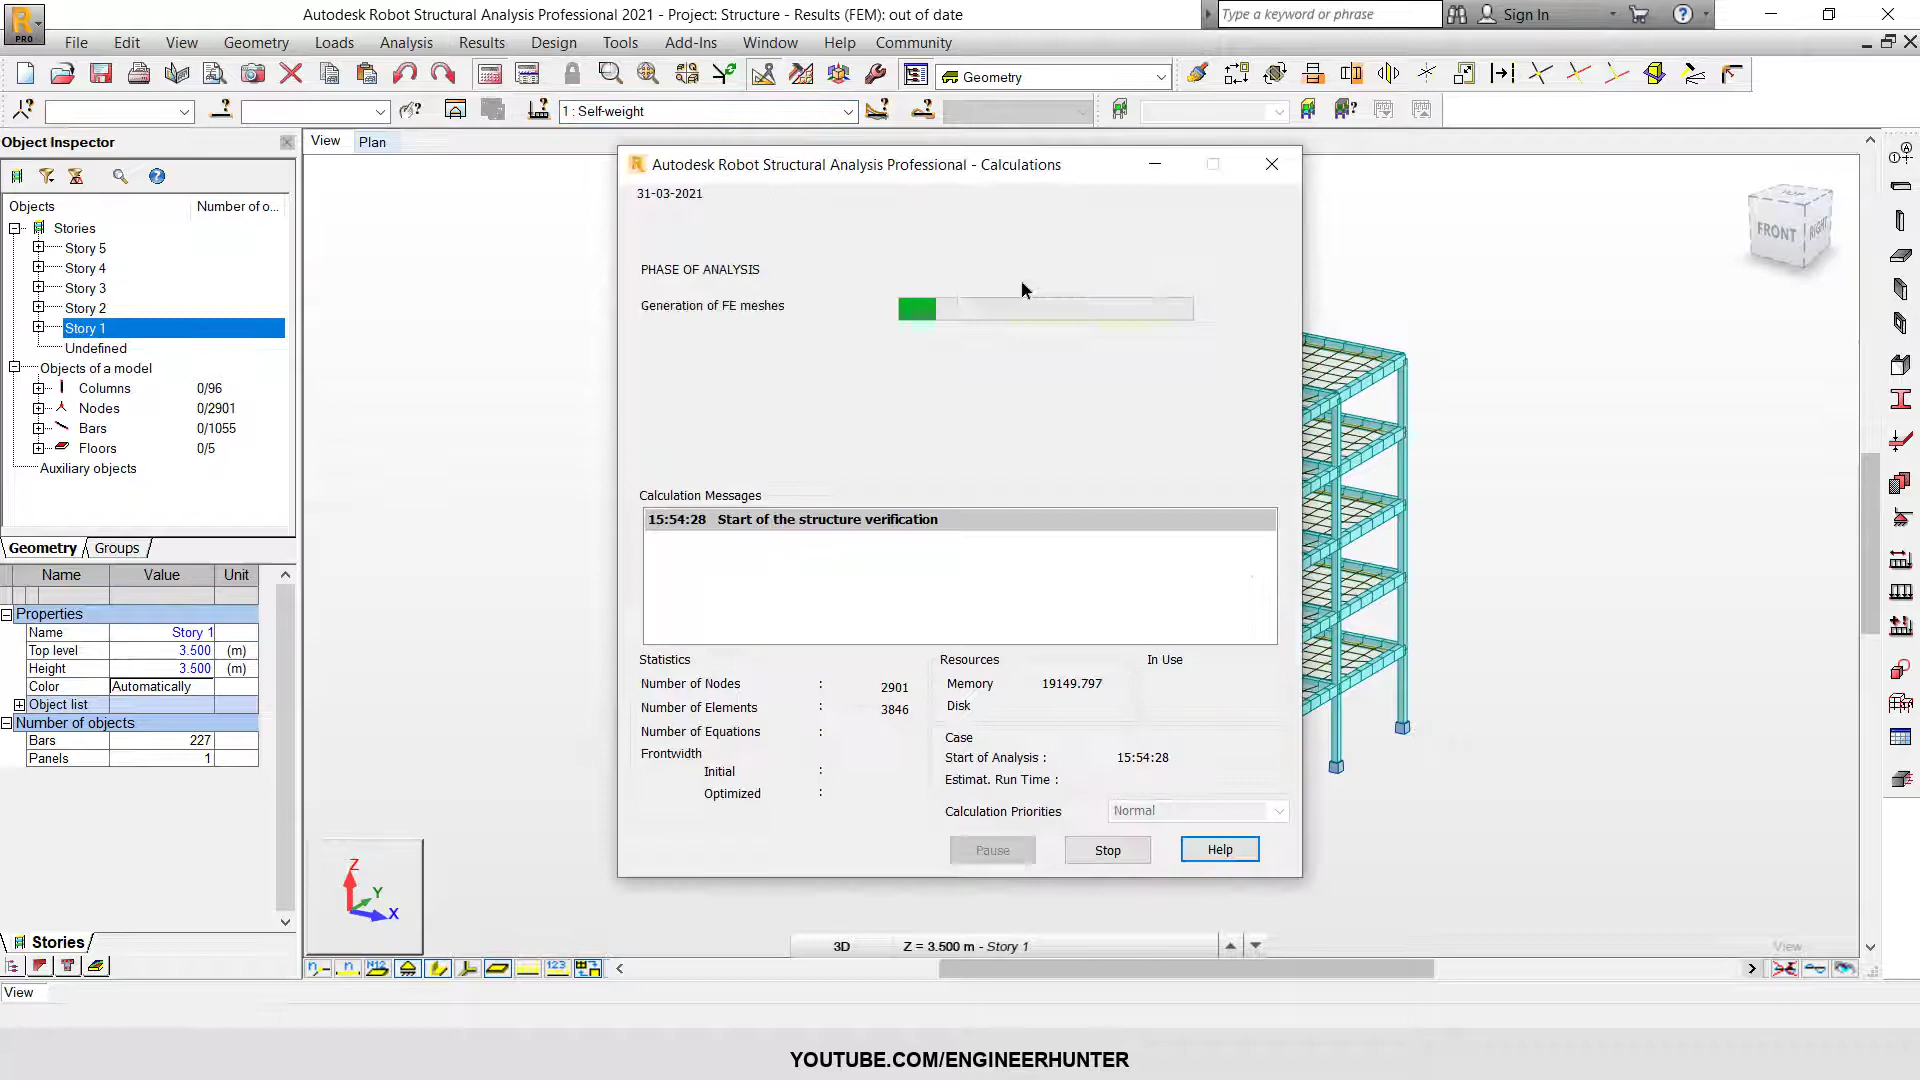 Autodesk Robot Structural Analysis Professional 2021 - Project: Structure - Results (FEM): out of date
Type a keyword or phrase
Sign In
PRO
File Edit View Geometry Loads Analysis Results Design Tools Add-Ins Window Help Community
Geometry
1 : Self-weight
Object Inspector
View
Plan
Objects
Number of o...
Stories
Story 5
Story 4
Story 3
Story 2
Story 1
Undefined
Objects of a model
Columns 0/96
Nodes 0/2901
Bars 0/1055
Floors 0/5
Auxiliary objects
Geometry Groups
Name Value Unit
Properties
Name Story 1
Top level 3.500 (m)
Height 3.500 (m)
Color Automatically
Object list
Number of objects
Bars 227
Panels 1
Stories
View
Autodesk Robot Structural Analysis Professional - Calculations
31-03-2021
PHASE OF ANALYSIS
Generation of FE meshes
Calculation Messages
15:54:28 Start of the structure verification
Statistics
Number of Nodes : 2901
Number of Elements : 3846
Number of Equations :
Frontwidth
Initial :
Optimized :
Resources
In Use
Memory 19149.797
Disk
Case
Start of Analysis : 15:54:28
Estimat. Run Time :
Calculation Priorities Normal
Pause
Stop
Help
TOP
FRONT
RIGHT
Z
Y
X
3D
Z = 3.500 m - Story 1
View
YOUTUBE.COM/ENGINEERHUNTER